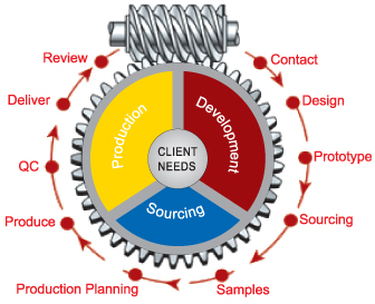 Review
Contact
Deliver
Design
Production
Development
CLIENT
NEEDS
QC
Prototype
Sourcing
Produce
Sourcing
Production Planning
Samples